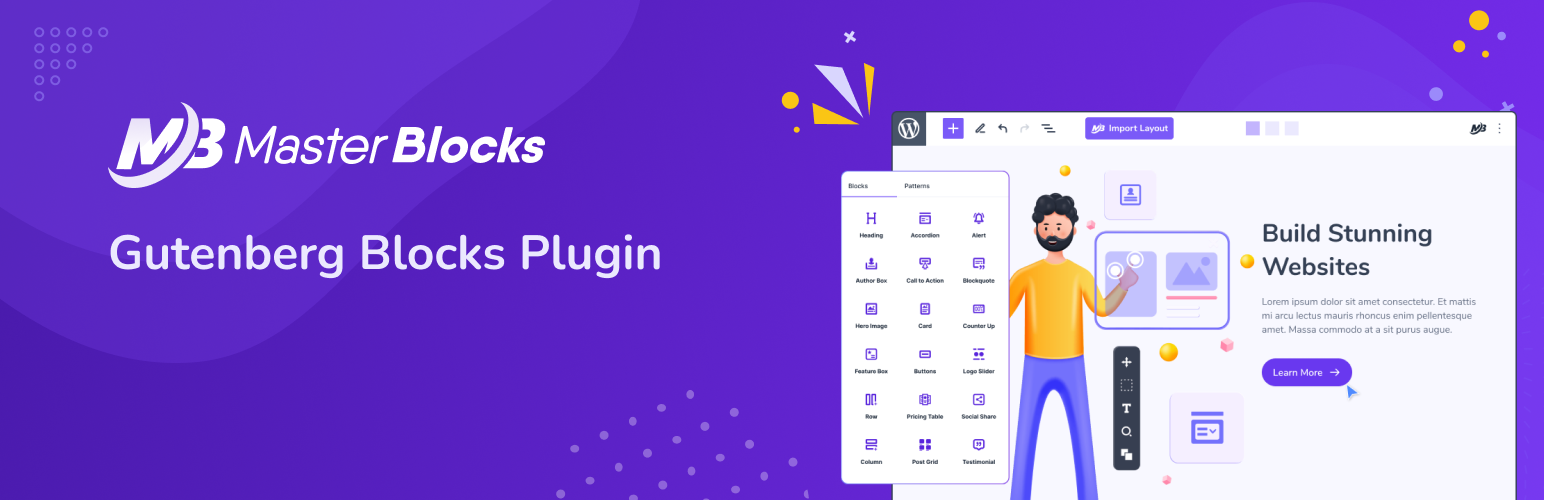 MB Master Blocks
Gutenberg Blocks Plugin
Import Layout
MB
Blocks Patterns
Heading Accordion Alert
Author Box Call to Action Blockquote
Hero Image Card Counter Up
Feature Box Buttons Logo Slider
Row Pricing Table Social Share
Column Post Grid Testimonial
Build Stunning
Websites
Lorem ipsum dolor sit amet consectetur. Et mattis
mi arcu lectus mauris rhoncus enim pellentesque
amet. Massa commodo at a sit purus augue.
Learn More